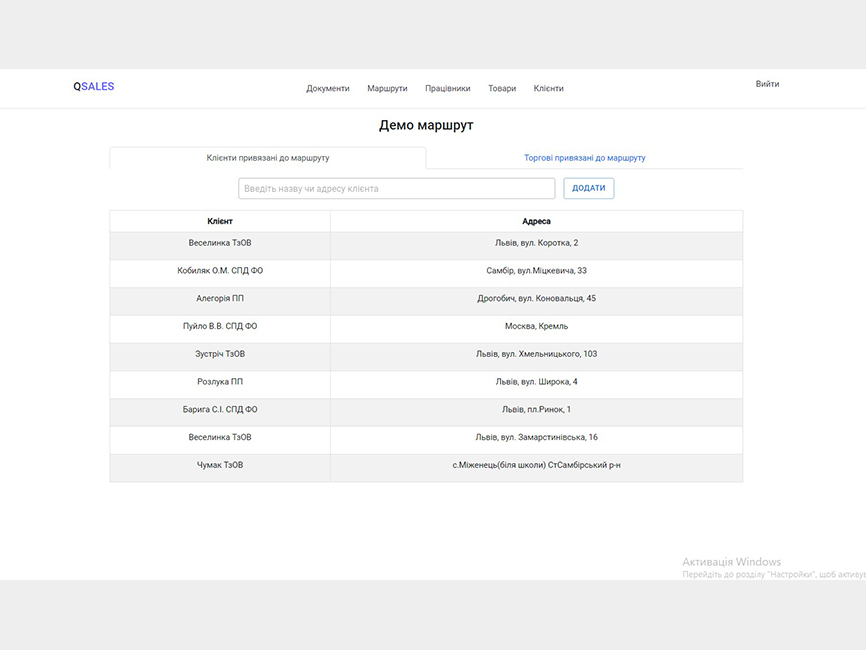 QSALES
Документи Маршрути Працівники Товари Клієнти
Вийти
Демо маршрут
Клієнти привязані до маршруту Торгові привязані до маршруту
Введіть назву чи адресу клієнта ДОДАТИ
Клієнт Адреса
Веселинка ТзОВ Львів, вул. Коротка, 2
Кобиляк О.М. СПД ФО Самбір, вул.Міцкевича, 33
Алегорія ПП Дрогобич, вул. Коновальця, 45
Пуйло В.В. СПД ФО Москва, Кремль
Зустріч ТзОВ Львів, вул. Хмельницького, 103
Розлука ПП Львів, вул. Широка, 4
Барига С.І. СПД ФО Львів, пл.Ринок, 1
Веселинка ТзОВ Львів, вул. Замарстинівська, 16
Чумак ТзОВ с.Міженець(біля школи) СтСамбірський р-н
Активація Windows
Перейдіть до розділу "Настройки", щоб активув